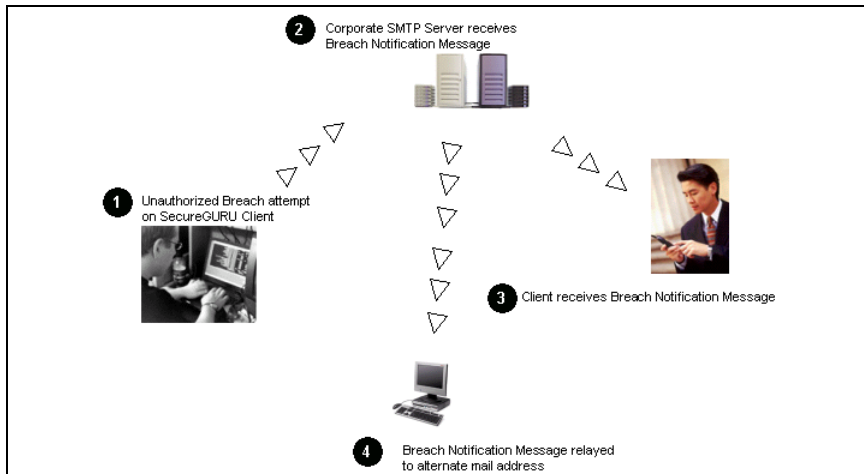 2 Corporate SMTP Server receives
Breach Notification Message
1 Unauthorized Breach attempt
on SecureGURU Client
3 Client receives Breach Notification Message
4 Breach Notification Message relayed
to alternate mail address